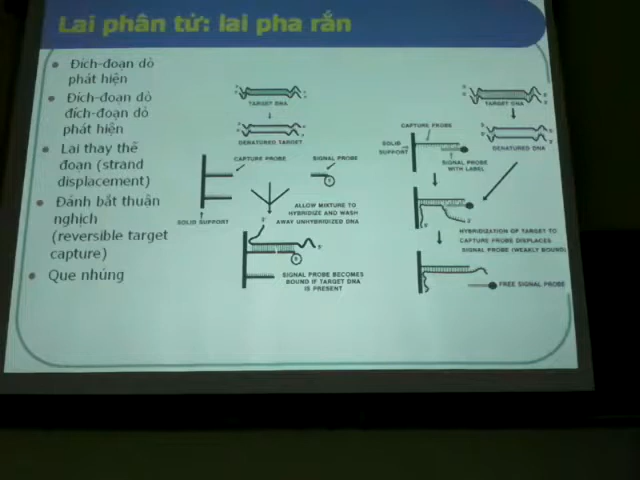 Lai phân tử: lai pha rắn
Đích-đoạn dò
phát hiện
Đích-đoạn dò
đích-đoạn dò
phát hiện
Lai thay thế
đoạn (strand
displacement)
Đánh bắt thuân
nghịch
(reversible target
capture)
Que nhúng
TARGET DNA
DENATURED TARGET
CAPTURE PROBE
SIGNAL PROBE
SOLID SUPPORT
ALLOW MIXTURE TO
HYBRIDIZE AND WASH
AWAY UNHYBRIDIZED DNA
SIGNAL PROBE BECOMES
BOUND IF TARGET DNA
IS PRESENT
TARGET DNA
CAPTURE PROBE
SOLID
SUPPORT
DENATURED DNA
SIGNAL PROBE
WITH LABEL
HYBRIDIZATION OF TARGET TO
CAPTURE PROBE DISPLACES
SIGNAL PROBE (WEAKLY BOUND)
FREE SIGNAL PROBE